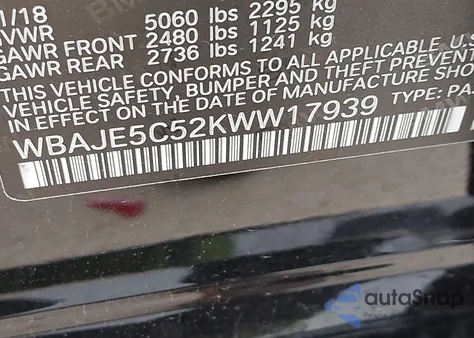 1/18 5060 lbs 2295 kg
GVWR
GAWR FRONT 2480 lbs 1125 kg
GAWR REAR 2736 lbs 1241 kg
THIS VEHICLE CONFORMS TO ALL APPLICABLE U.S
VEHICLE SAFETY, BUMPER, AND THEFT PREVENT
IN EFFECT ON THE DATE OF MANUFACTURE SHO
WBAJE5C52KWW17939 TYPE: PA
autoSnap